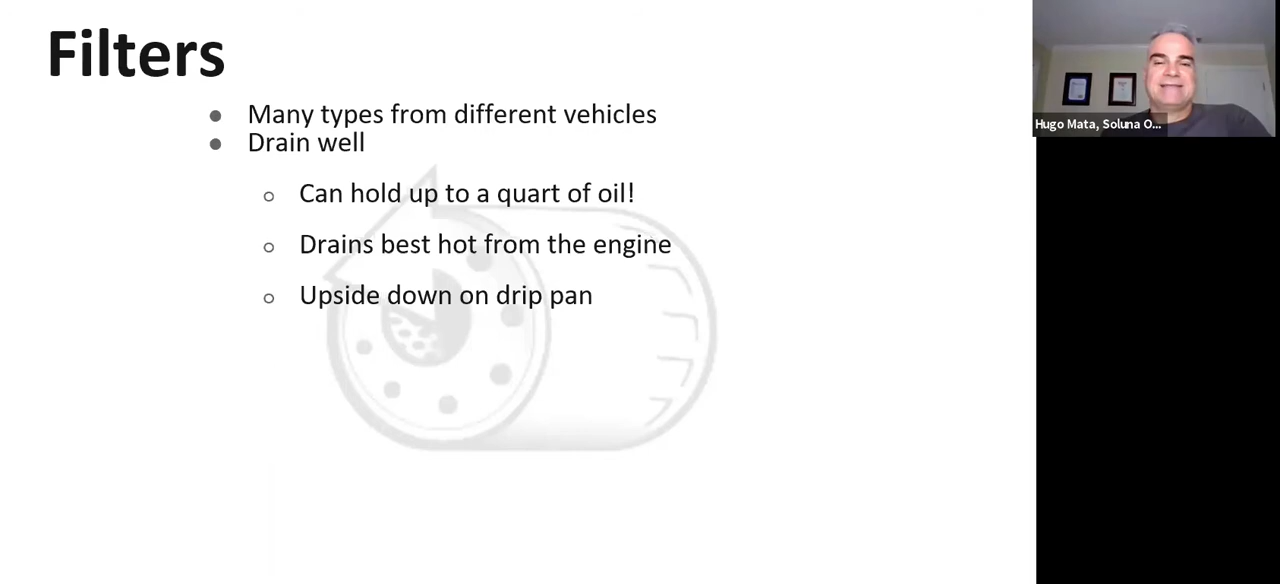 Filters
● Many types from different vehicles
● Drain well
○ Can hold up to a quart of oil!
○ Drains best hot from the engine
○ Upside down on drip pan
Hugo Mata, Soluna O...